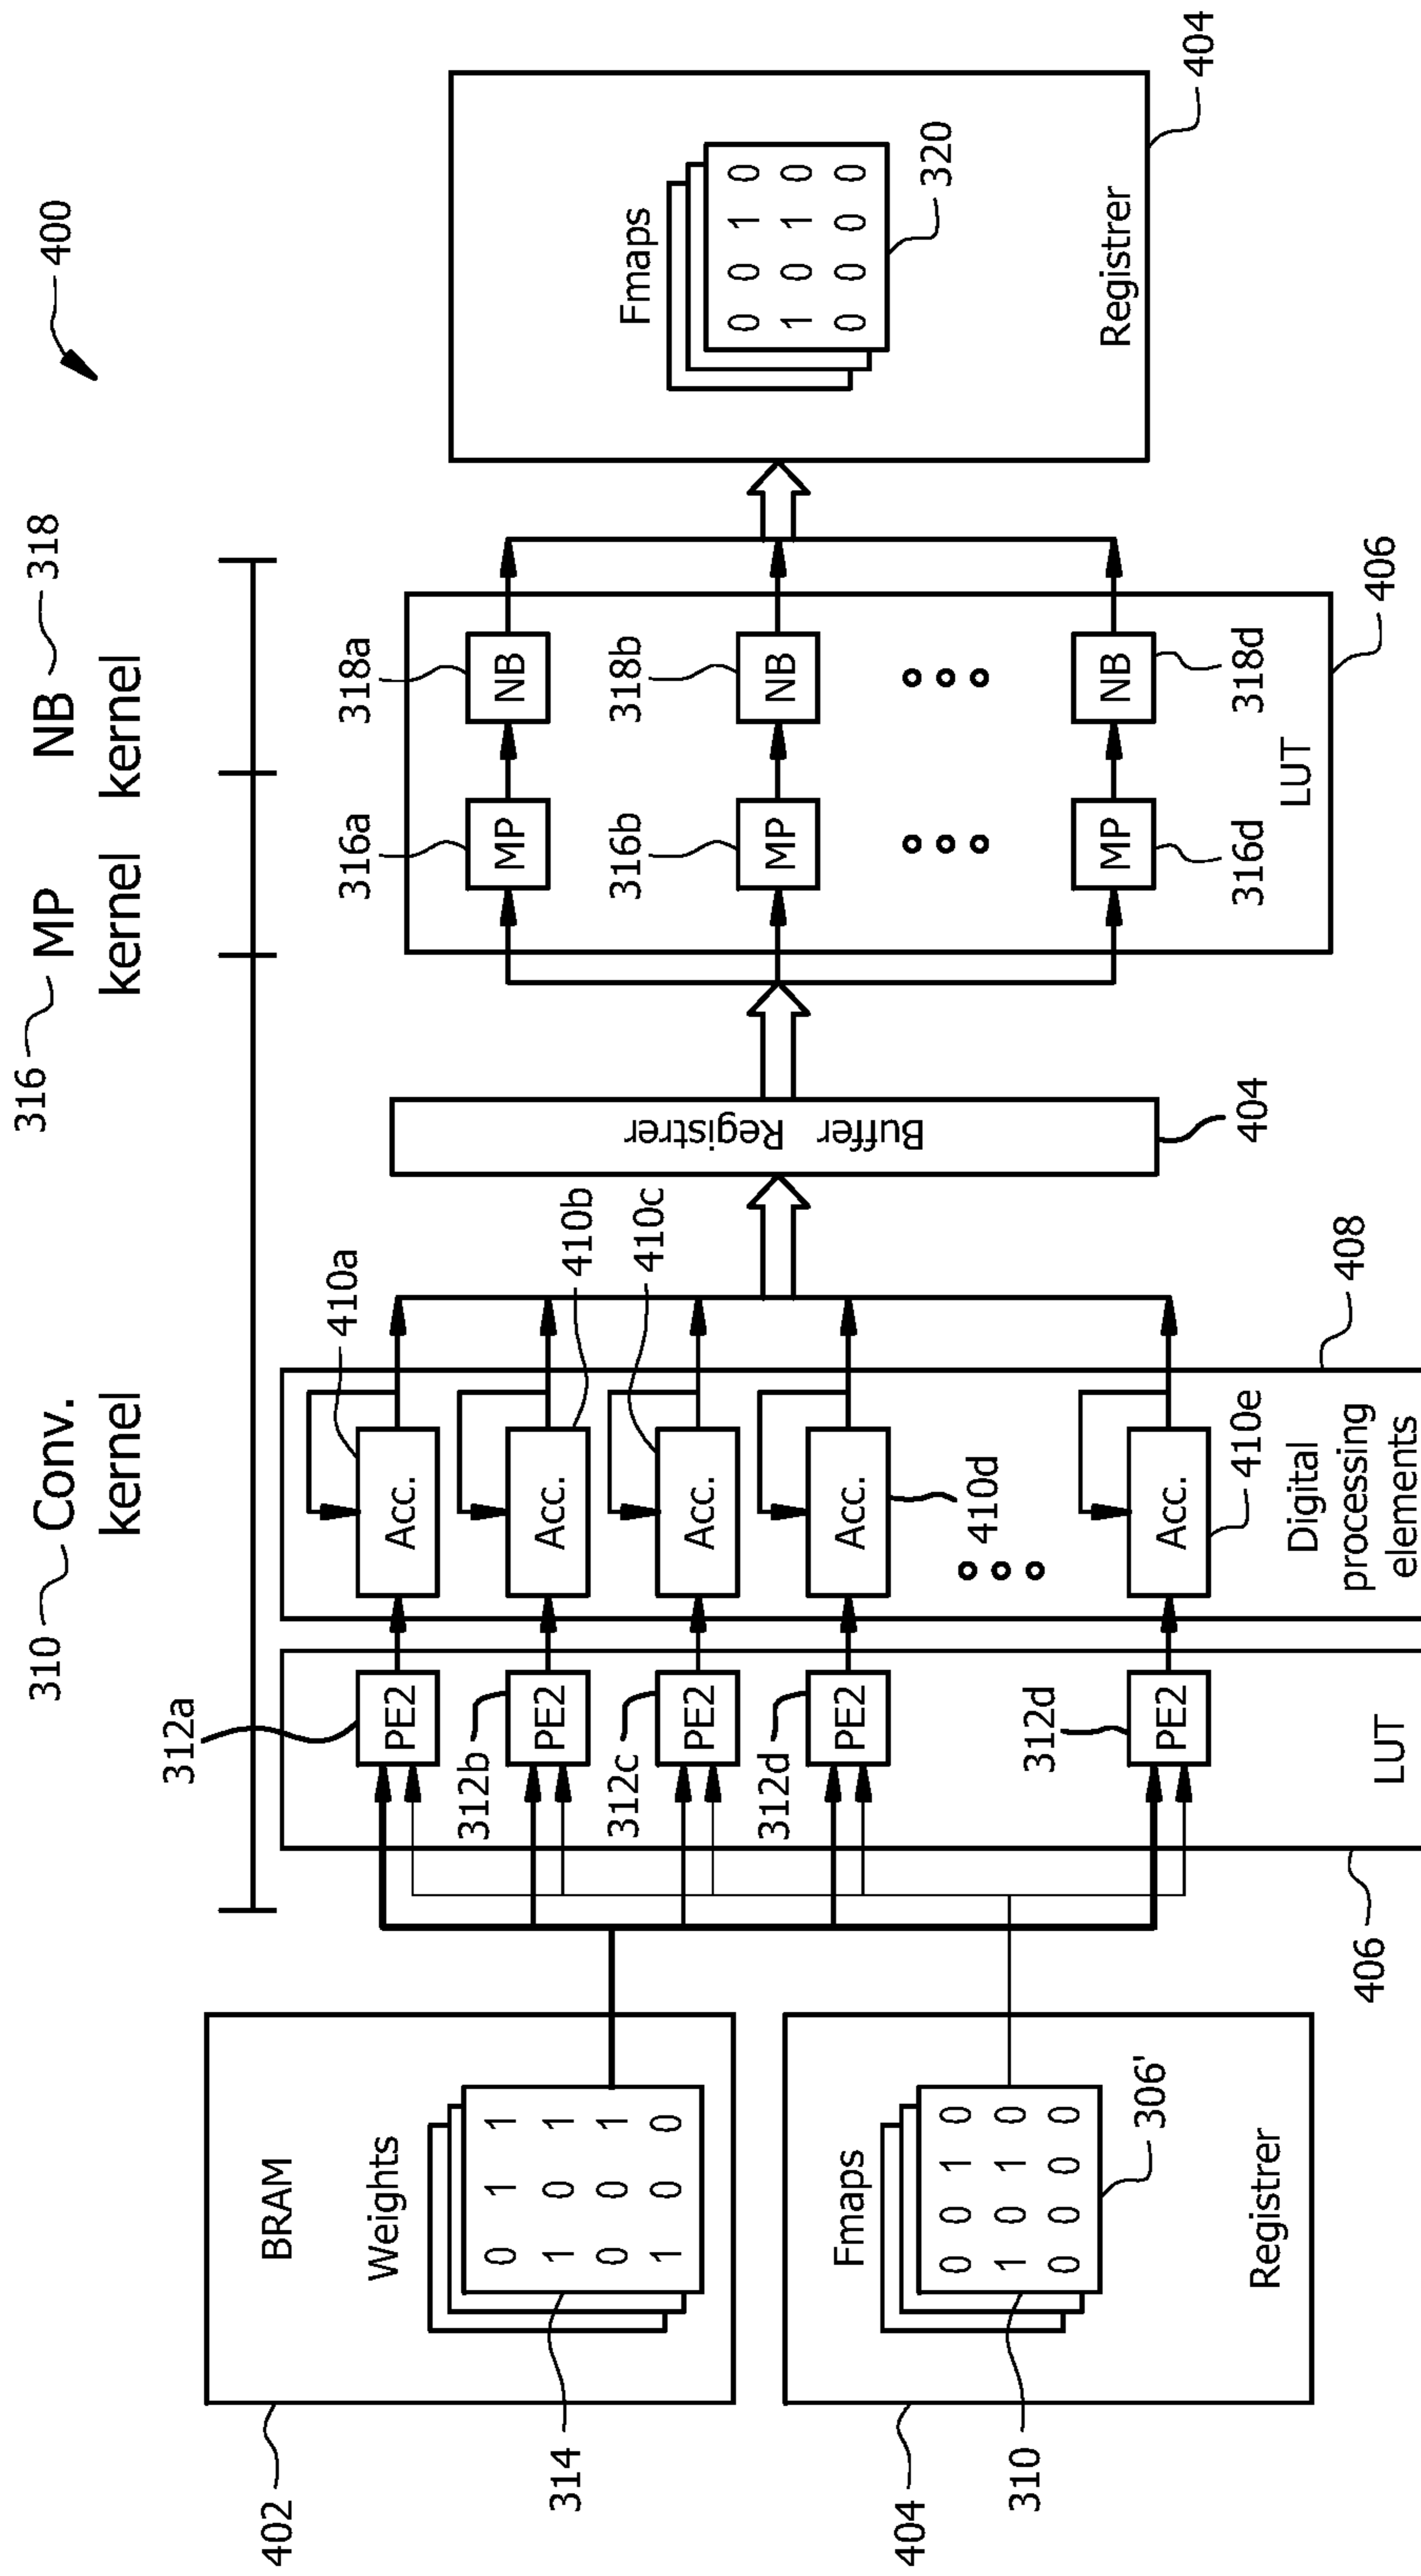 400
310 Conv.
kernel
316 MP
kernel
NB 318
kernel
402
BRAM
Weights
0 1 1
1 0 1
0 0 1
1 0 0
314
404
Fmaps
0 0 1 0
1 0 1 0
0 0 0 0
306'
310
Registrer
312a
PE2
312b
PE2
312c
PE2
312d
PE2
312d
PE2
LUT
406
410a
Acc.
410b
Acc.
410c
Acc.
410d
Acc.
410e
Acc.
Digital
processing
elements
408
Buffer Registrer
404
316a
MP
318a
NB
316b
MP
318b
NB
316d
MP
318d
NB
LUT
406
Fmaps
0 0 1 0
1 0 1 0
0 0 0 0
320
Registrer
404